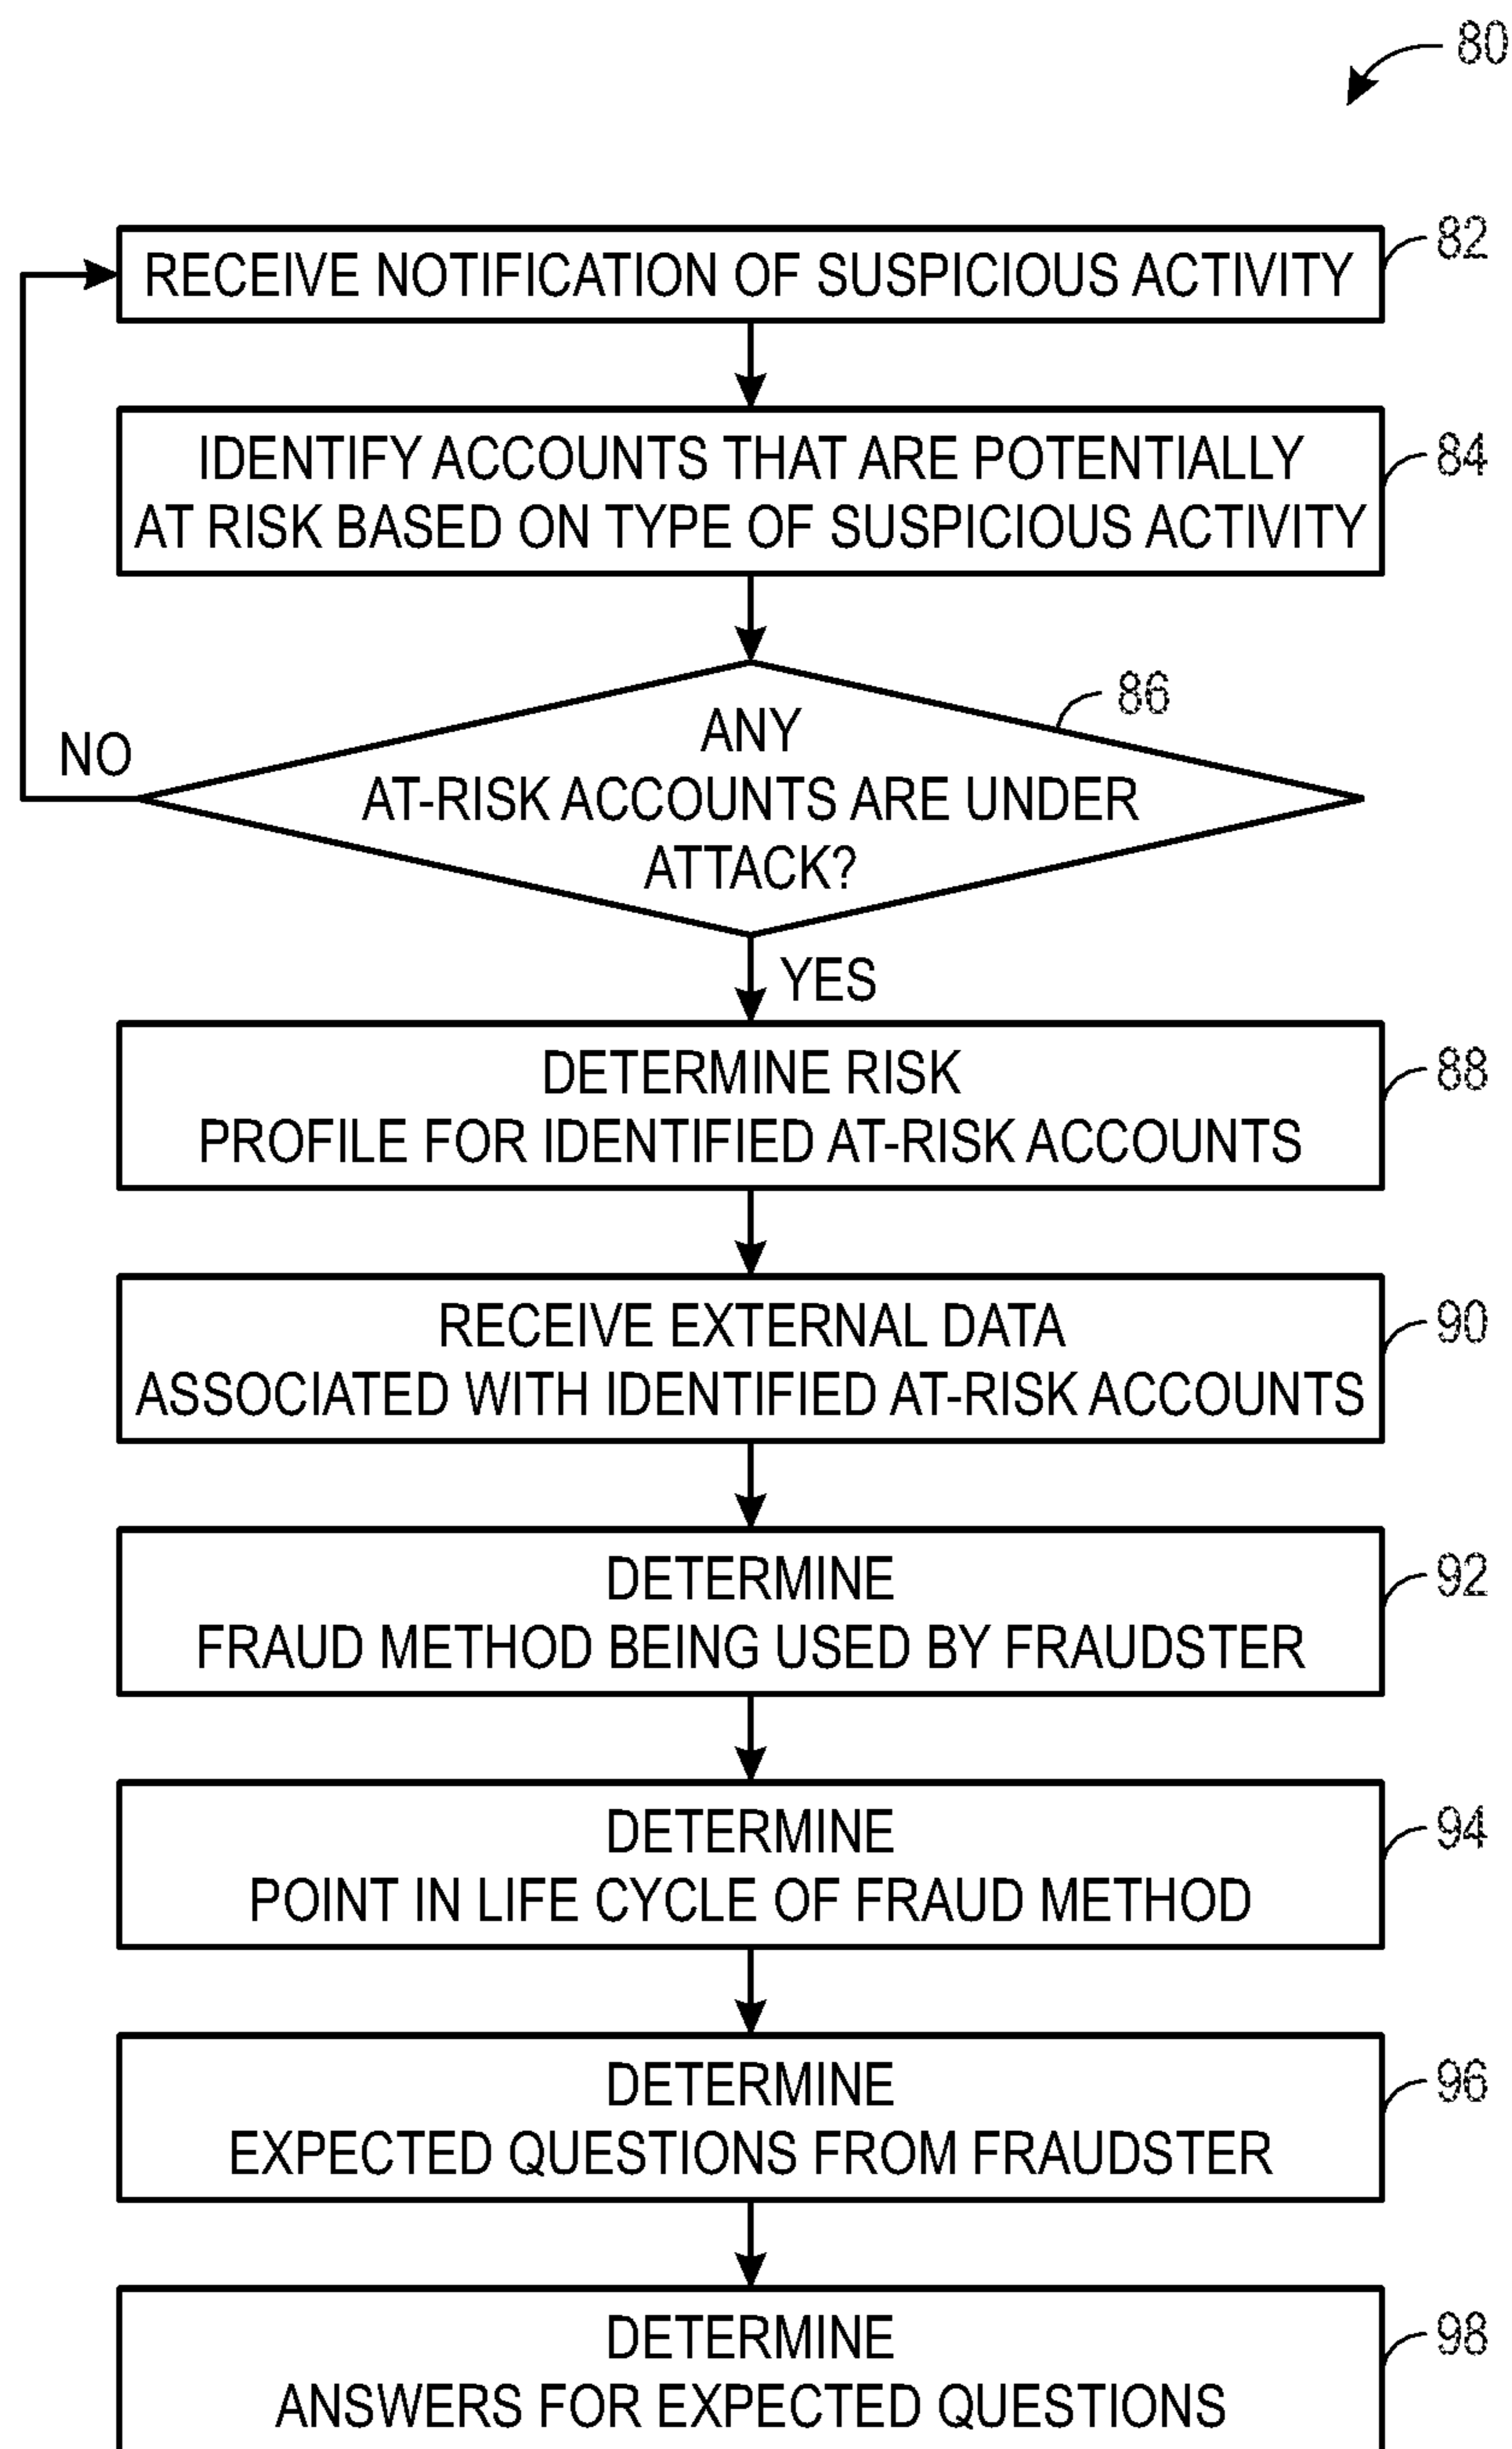 80
RECEIVE NOTIFICATION OF SUSPICIOUS ACTIVITY
82
IDENTIFY ACCOUNTS THAT ARE POTENTIALLY
AT RISK BASED ON TYPE OF SUSPICIOUS ACTIVITY
84
ANY
AT-RISK ACCOUNTS ARE UNDER
ATTACK?
86
NO
YES
DETERMINE RISK
PROFILE FOR IDENTIFIED AT-RISK ACCOUNTS
88
RECEIVE EXTERNAL DATA
ASSOCIATED WITH IDENTIFIED AT-RISK ACCOUNTS
90
DETERMINE
FRAUD METHOD BEING USED BY FRAUDSTER
92
DETERMINE
POINT IN LIFE CYCLE OF FRAUD METHOD
94
DETERMINE
EXPECTED QUESTIONS FROM FRAUDSTER
96
DETERMINE
ANSWERS FOR EXPECTED QUESTIONS
98